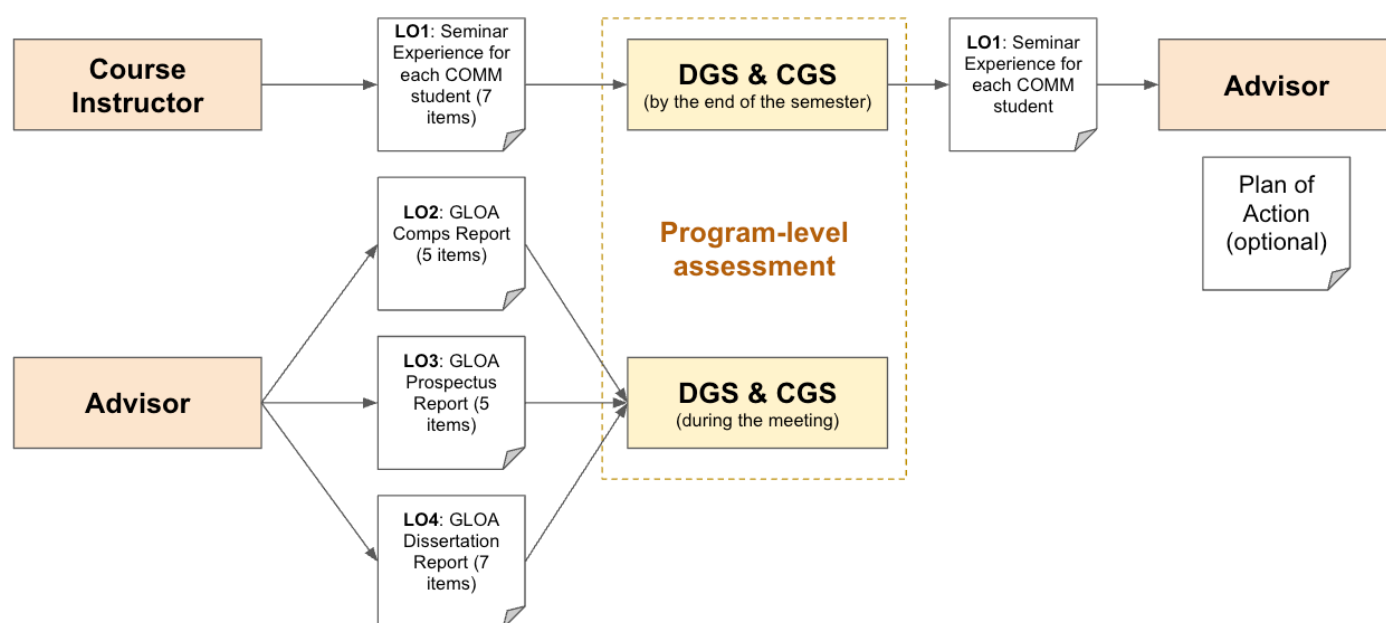 Course
Instructor
LO1: Seminar
Experience for
each COMM
student (7
items)
DGS & CGS
(by the end of the semester)
LO1: Seminar
Experience for
each COMM
student
Advisor
Plan of
Action
(optional)
Program-level
assessment
LO2: GLOA
Comps Report
(5 items)
Advisor
LO3: GLOA
Prospectus
Report (5
items)
DGS & CGS
(during the meeting)
LO4: GLOA
Dissertation
Report (7
items)